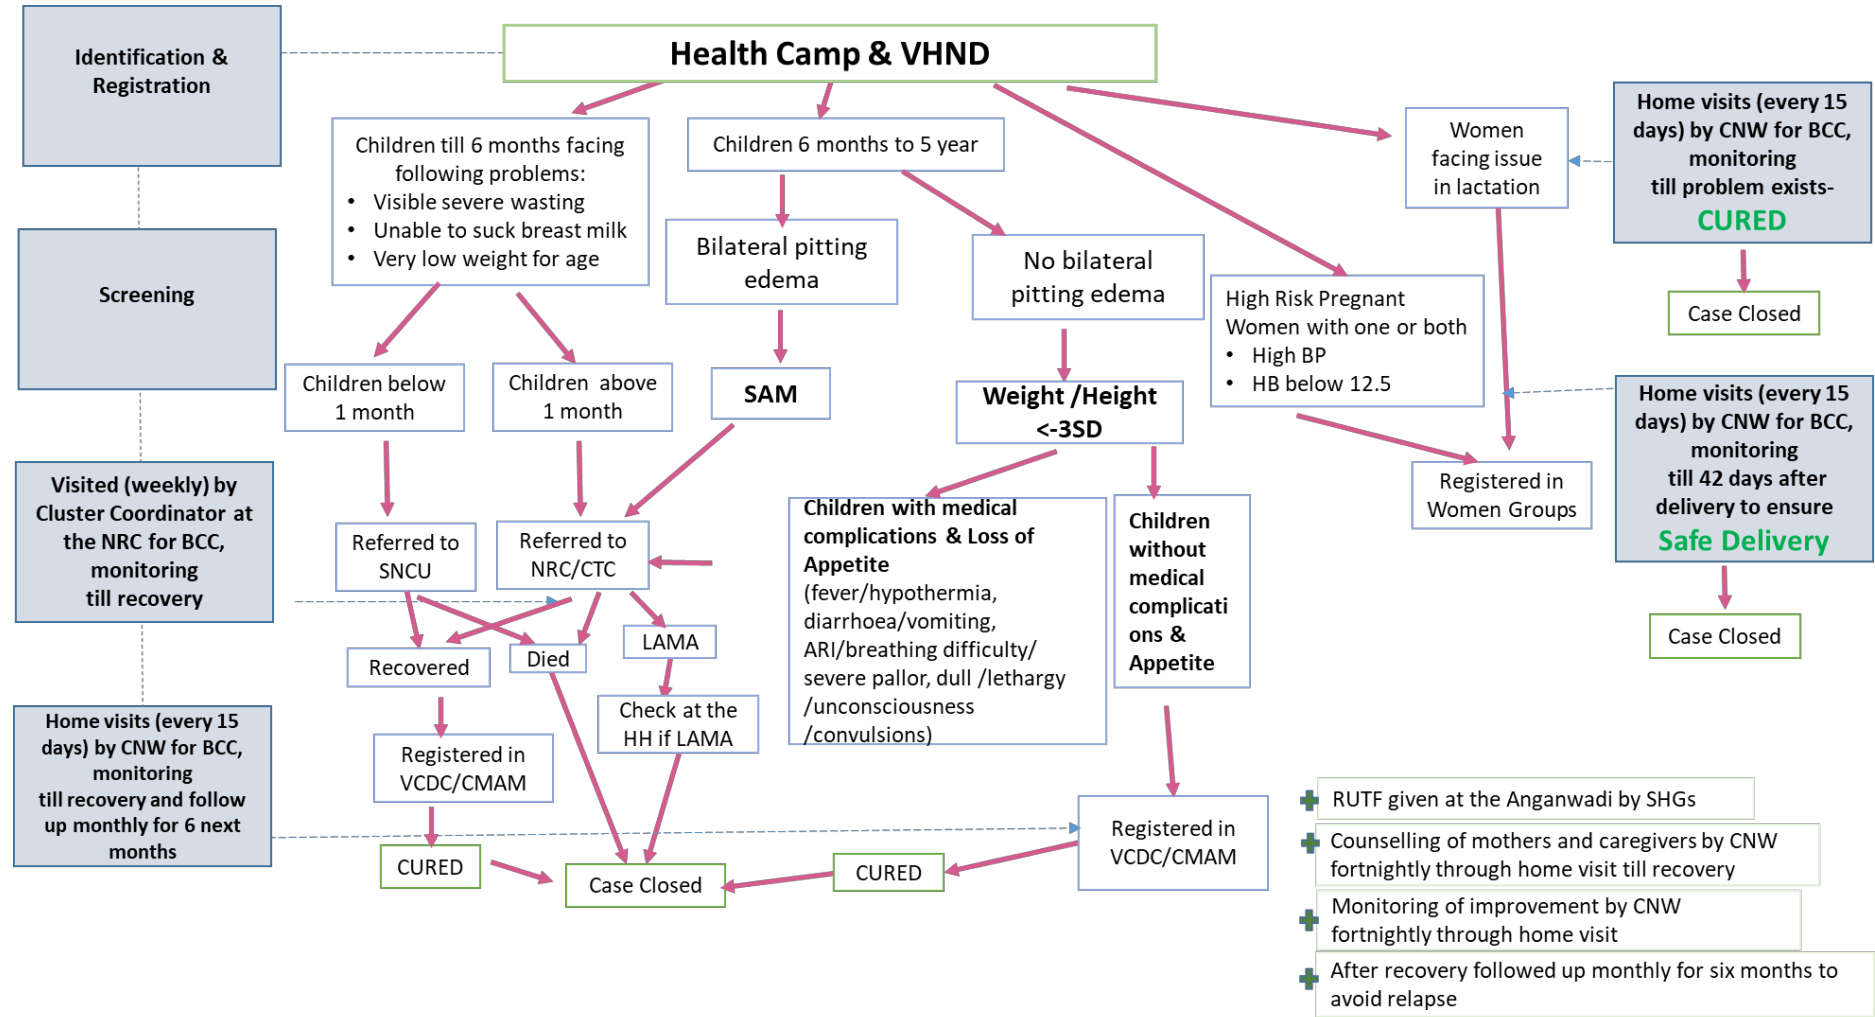 Identification &
Registration
Health Camp & VHND
Home visits (every 15
days) by CNW for BCC,
monitoring
till problem exists-
CURED
Case Closed
Children till 6 months facing
following problems:
• Visible severe wasting
• Unable to suck breast milk
• Very low weight for age
Children 6 months to 5 year
Women
facing issue
in lactation
Screening
Bilateral pitting
edema
No bilateral
pitting edema
High Risk Pregnant
Women with one or both
• High BP
• HB below 12.5
Children below
1 month
Children above
1 month
SAM
Weight /Height
<-3SD
Home visits (every 15
days) by CNW for BCC,
monitoring
till 42 days after
delivery to ensure
Safe Delivery
Case Closed
Registered in
Women Groups
Visited (weekly) by
Cluster Coordinator at
the NRC for BCC,
monitoring
till recovery
Referred to
SNCU
Referred to
NRC/CTC
Children with medical
complications & Loss of
Appetite
(fever/hypothermia,
diarrhoea/vomiting,
ARI/breathing difficulty/
severe pallor, dull /lethargy
/unconsciousness
/convulsions)
Children
without
medical
complicati
ons &
Appetite
Recovered
Died
LAMA
Check at the
HH if LAMA
Home visits (every 15
days) by CNW for BCC,
monitoring
till recovery and follow
up monthly for 6 next
months
Registered in
VCDC/CMAM
CURED
Case Closed
CURED
Registered in
VCDC/CMAM
RUTF given at the Anganwadi by SHGs
Counselling of mothers and caregivers by CNW
fortnightly through home visit till recovery
Monitoring of improvement by CNW
fortnightly through home visit
After recovery followed up monthly for six months to
avoid relapse